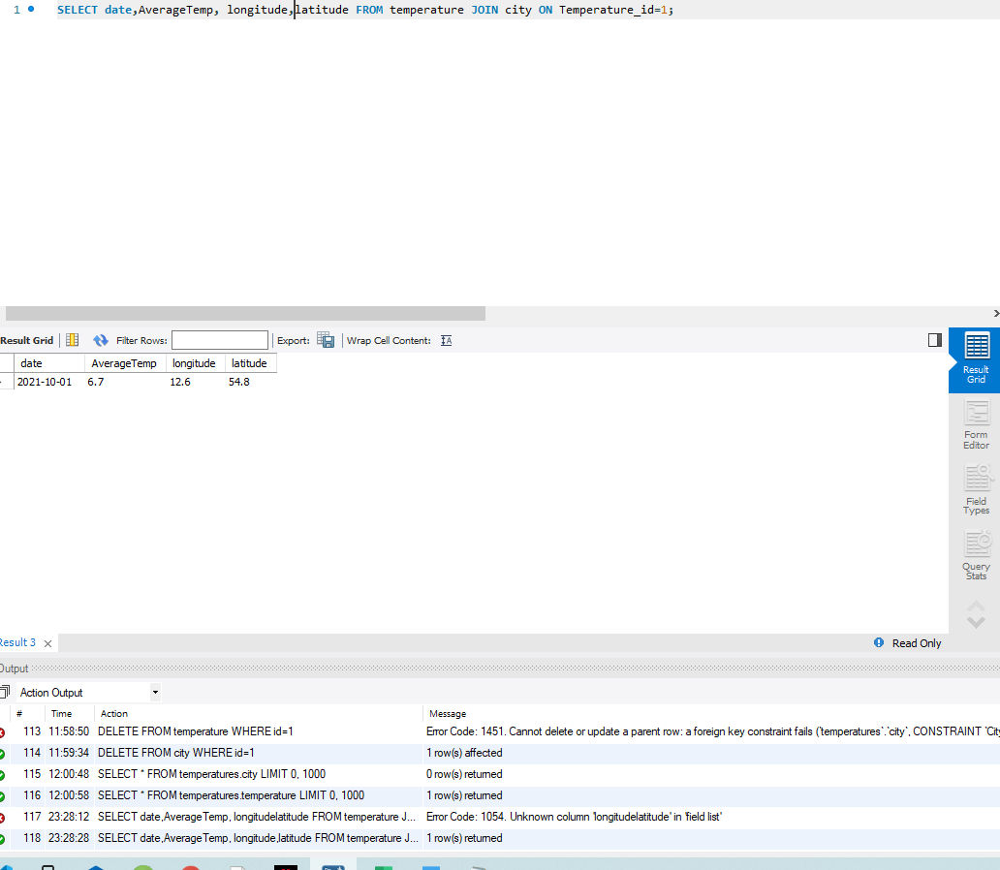 1 SELECT date,AverageTemp, longitude,latitude FROM temperature JOIN city ON Temperature_id=1;
Result Grid Filter Rows: Export: Wrap Cell Content: IA
date AverageTemp longitude latitude
2021-10-01 6.7 12.6 54.8
Result
Grid
Form
Editor
Field
Types
Query
Stats
Result 3 Read Only
Output
Action Output
# Time Action Message
113 11:58:50 DELETE FROM temperature WHERE id=1 Error Code: 1451. Cannot delete or update a parent row: a foreign key constraint fails (`temperatures`.`city`, CONSTRAINT `City
114 11:59:34 DELETE FROM city WHERE id=1 1 row(s) affected
115 12:00:48 SELECT * FROM temperatures.city LIMIT 0, 1000 0 row(s) returned
116 12:00:58 SELECT * FROM temperatures.temperature LIMIT 0, 1000 1 row(s) returned
117 23:28:12 SELECT date,AverageTemp, longitudelatitude FROM temperature J... Error Code: 1054. Unknown column 'longitudelatitude' in 'field list'
118 23:28:28 SELECT date,AverageTemp, longitude,latitude FROM temperature J... 1 row(s) returned